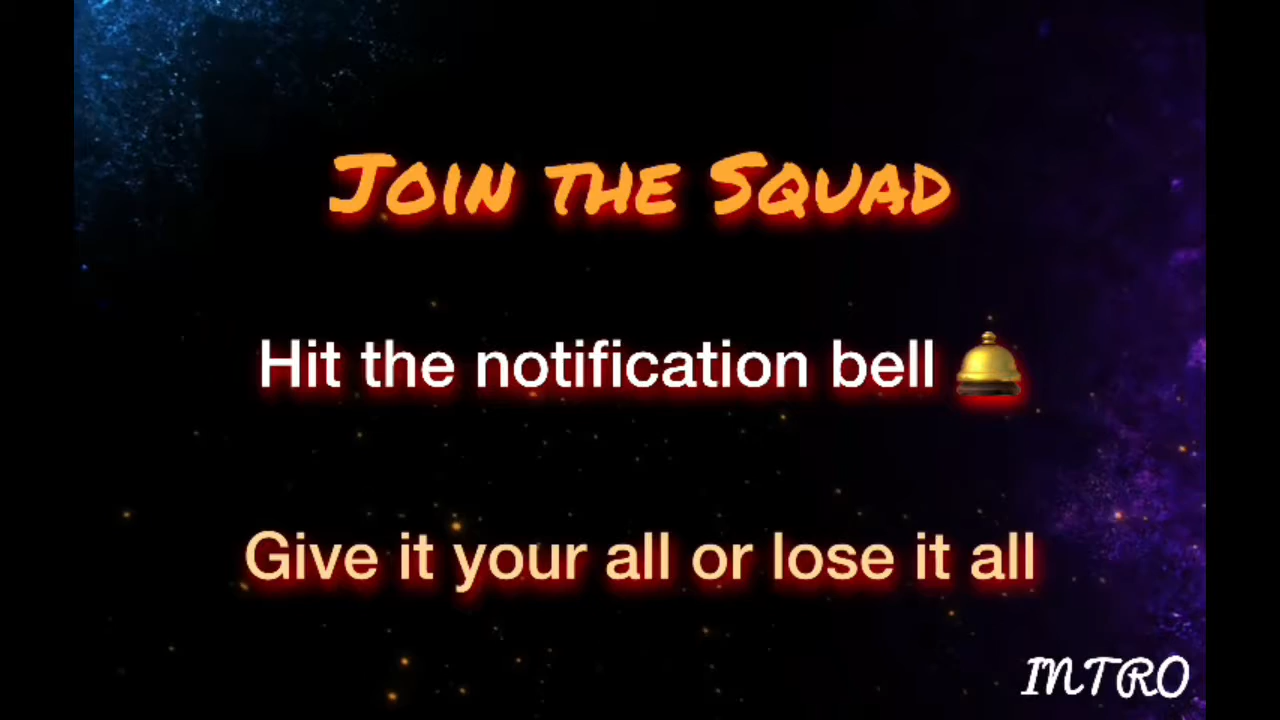 Join the Squad
Hit the notification bell 🛎️
Give it your all or lose it all
INTRO